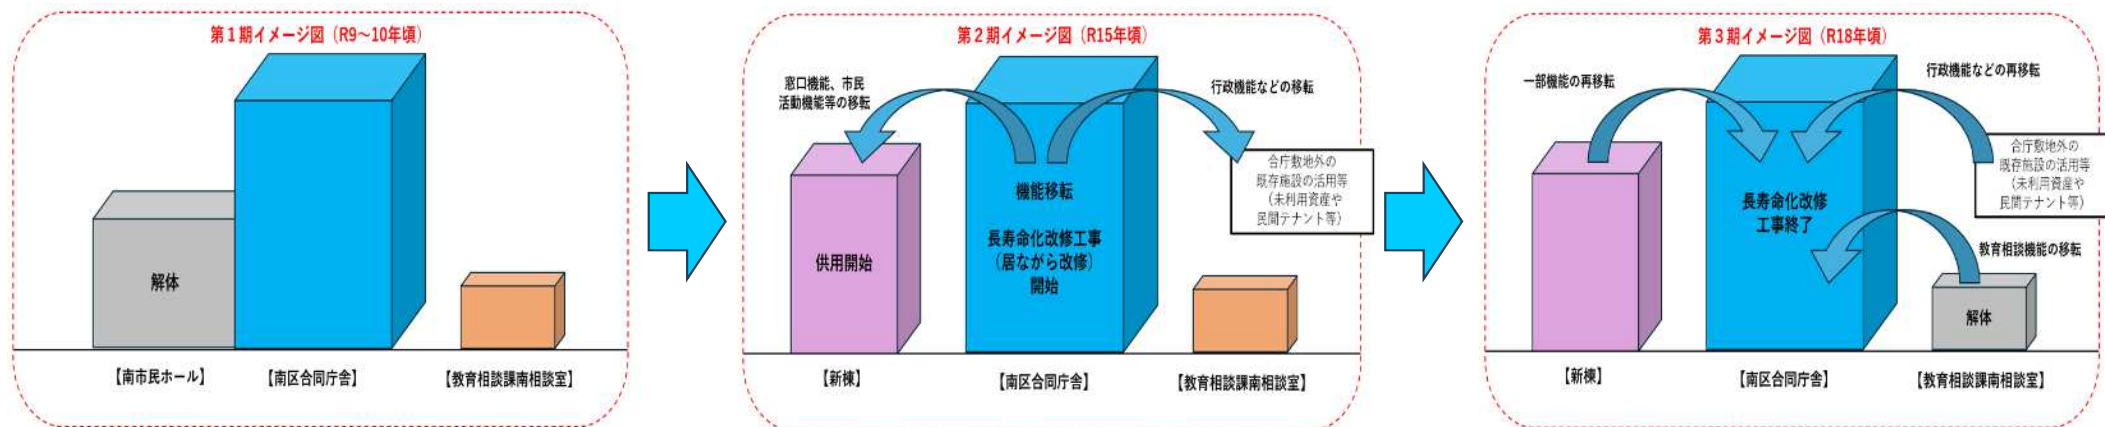 第１期イメージ図（R9～10年頃）
解体
【南市民ホール】
【南区合同庁舎】
【教育相談課南相談室】
第２期イメージ図（R15年頃）
窓口機能、市民
活動機能等の移転
行政機能などの移転
合庁敷地外の
既存施設の活用等
（未利用資産や
民間テナント等）
機能移転
長寿命化改修工事
（居ながら改修）
開始
供用開始
【新棟】
【南区合同庁舎】
【教育相談課南相談室】
第３期イメージ図（R18年頃）
一部機能の再移転
行政機能などの再移転
合庁敷地外の
既存施設の活用等
（未利用資産や
民間テナント等）
長寿命化改修
工事終了
教育相談機能の移転
解体
【新棟】
【南区合同庁舎】
【教育相談課南相談室】